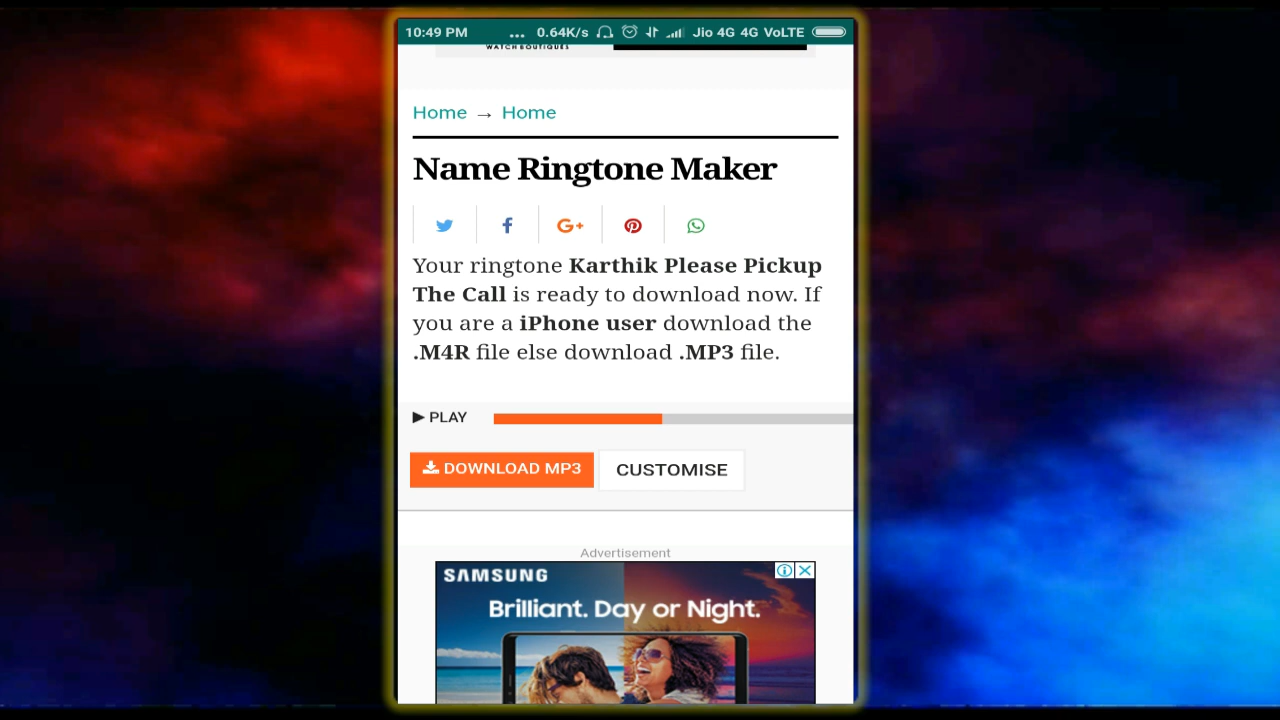 10:49 PM ... 0.64K/s Jio 4G 4G VoLTE
WATCH BOUTIQUES
Home → Home
Name Ringtone Maker
G+
Your ringtone Karthik Please Pickup
The Call is ready to download now. If
you are a iPhone user download the
.M4R file else download .MP3 file.
▶ PLAY
DOWNLOAD MP3 CUSTOMISE
Advertisement
SAMSUNG
Brilliant. Day or Night.